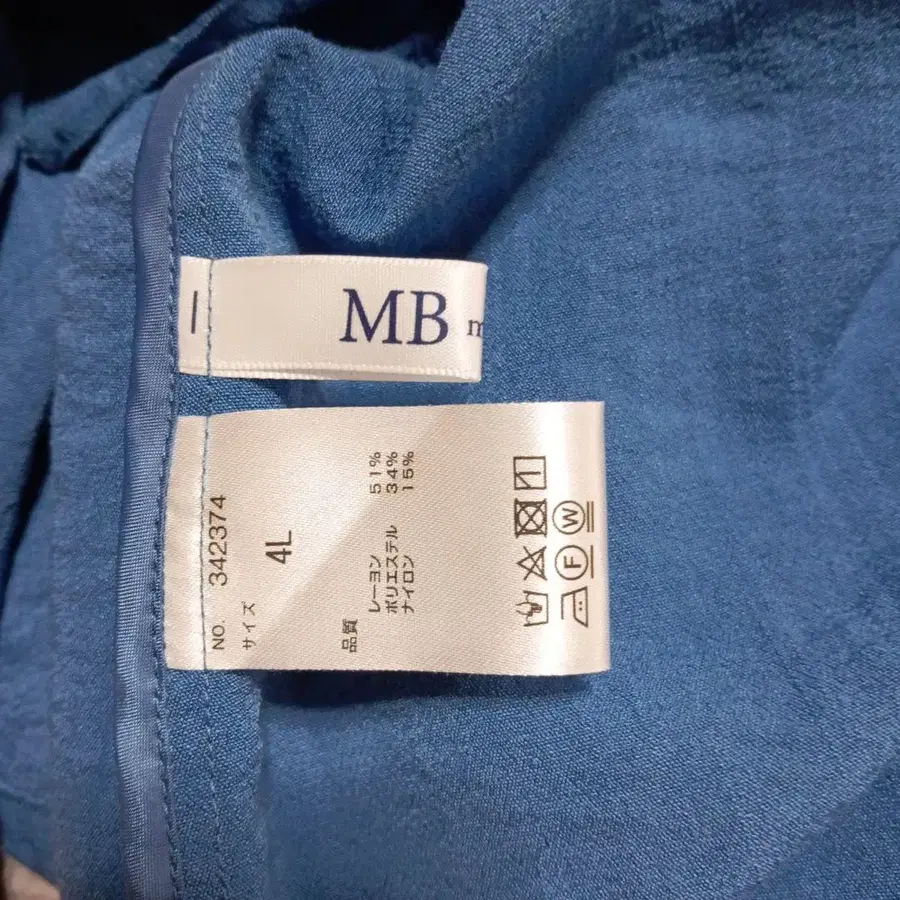 MB
NO. 342374
サイズ 4L
品質 レーヨン 51%
ポリエステル 34%
ナイロン 15%
W
F